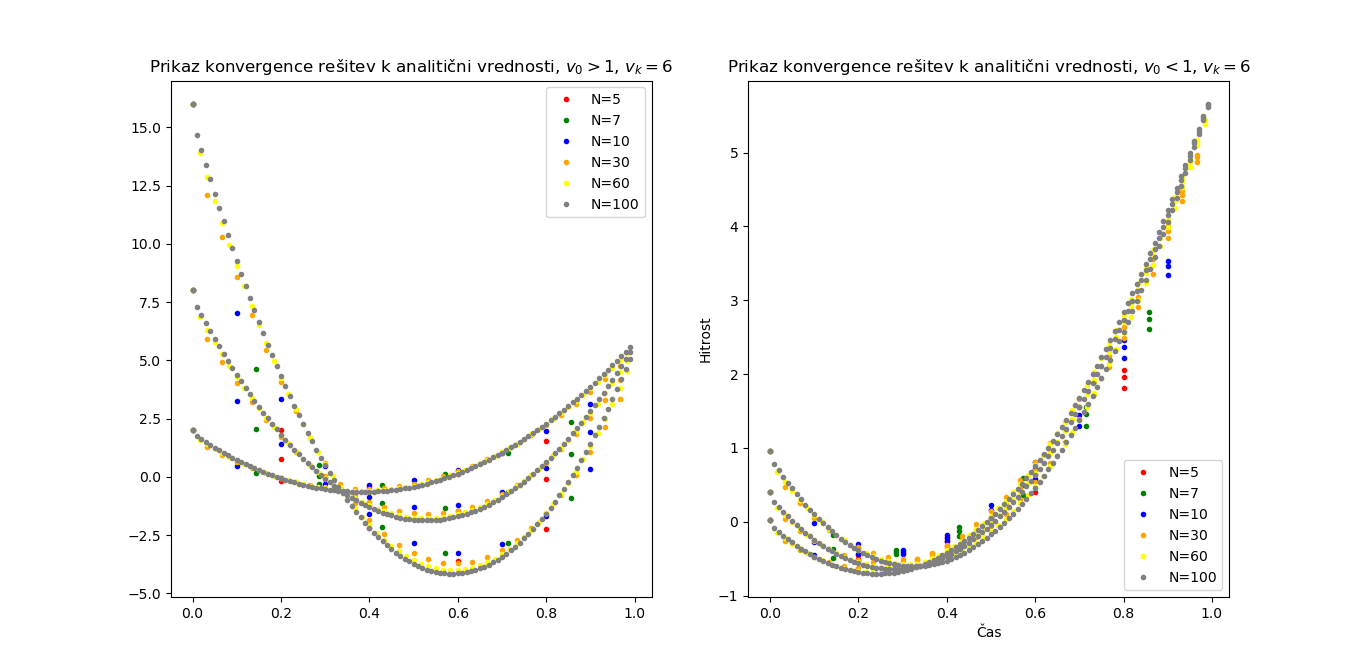 Prikaz konvergence rešitev k analitični vrednosti, v₀ > 1, vₖ = 6
15.0
12.5
10.0
7.5
5.0
2.5
0.0
−2.5
−5.0
0.0 0.2 0.4 0.6 0.8 1.0
N=5
N=7
N=10
N=30
N=60
N=100
Prikaz konvergence rešitev k analitični vrednosti, v₀ < 1, vₖ = 6
Hitrost
5
4
3
2
1
0
−1
0.0 0.2 0.4 0.6 0.8 1.0
Čas
N=5
N=7
N=10
N=30
N=60
N=100